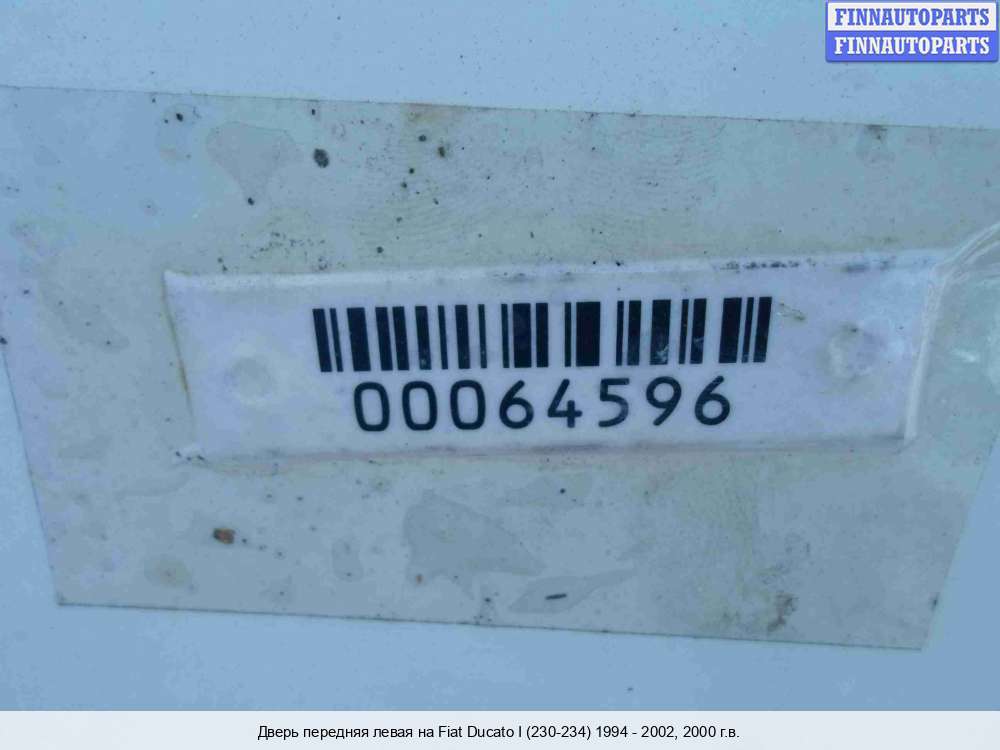 FINNAUTOPARTS
FINNAUTOPARTS
00064596
Дверь передняя левая на Fiat Ducato I (230-234) 1994 - 2002, 2000 г.в.